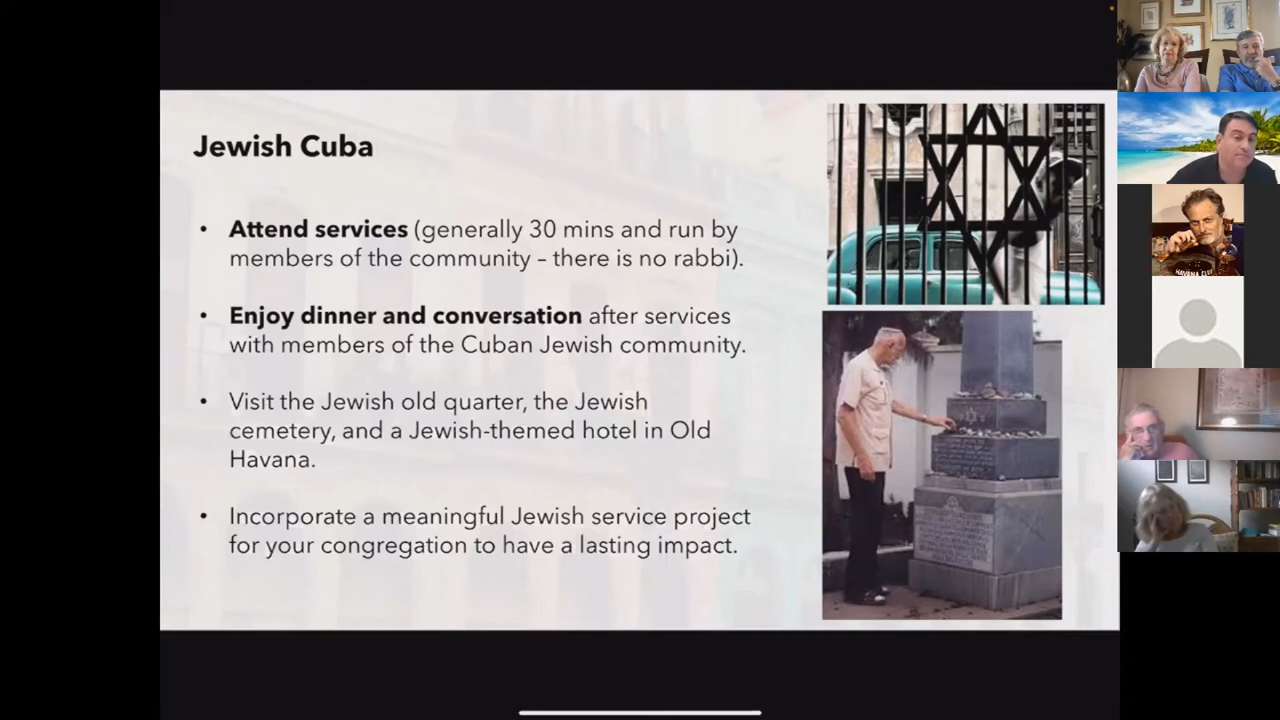 Jewish Cuba
• Attend services (generally 30 mins and run by
members of the community – there is no rabbi).
• Enjoy dinner and conversation after services
with members of the Cuban Jewish community.
• Visit the Jewish old quarter, the Jewish
cemetery, and a Jewish-themed hotel in Old
Havana.
• Incorporate a meaningful Jewish service project
for your congregation to have a lasting impact.
HAVANA CLUB